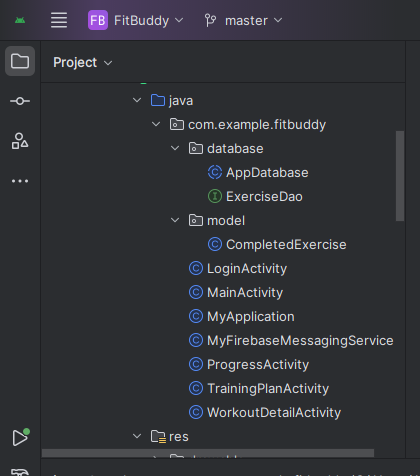 FB FitBuddy master
Project
java
com.example.fitbuddy
database
C AppDatabase
I ExerciseDao
model
C CompletedExercise
C LoginActivity
C MainActivity
C MyApplication
C MyFirebaseMessagingService
C ProgressActivity
C TrainingPlanActivity
C WorkoutDetailActivity
res